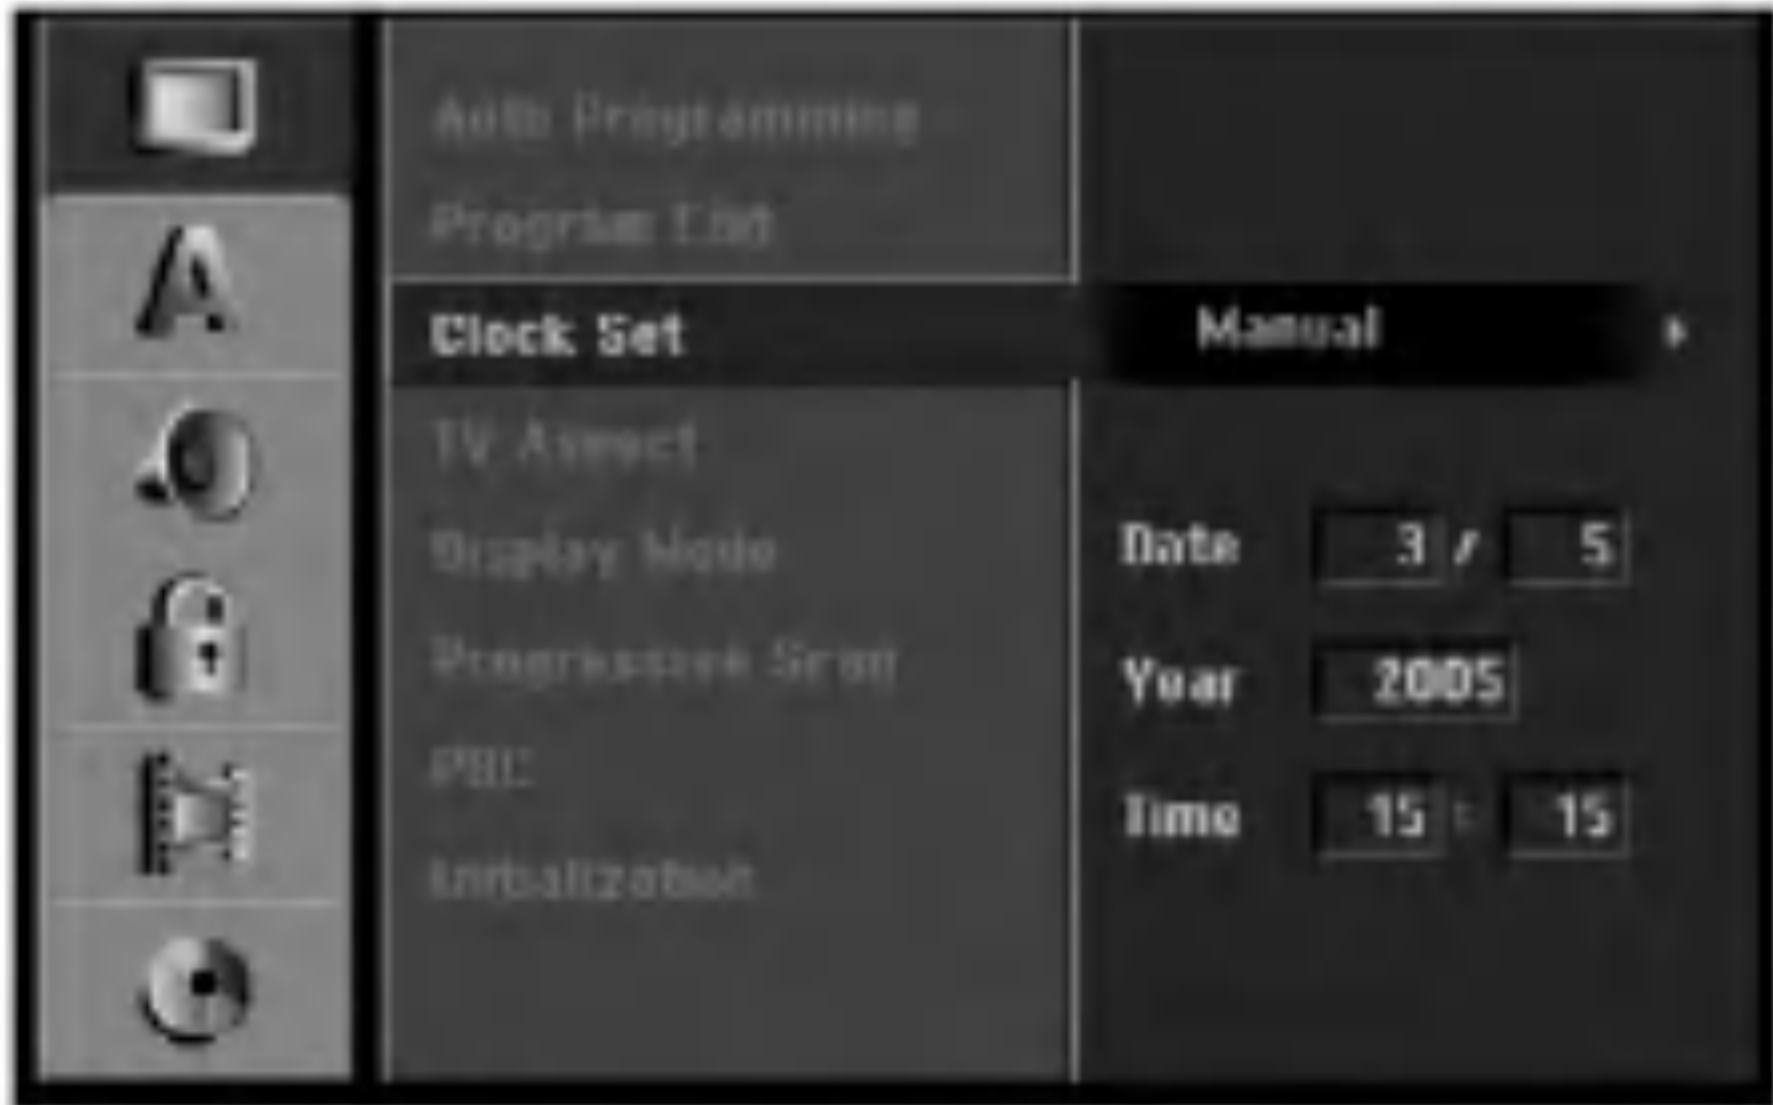 Auto Programming
Program List
Clock Set
Manual
TV Aspect
Display Mode
Date 3 / 5
Progressive Scan
Year 2005
PBC
Time 15 : 15
Initialization